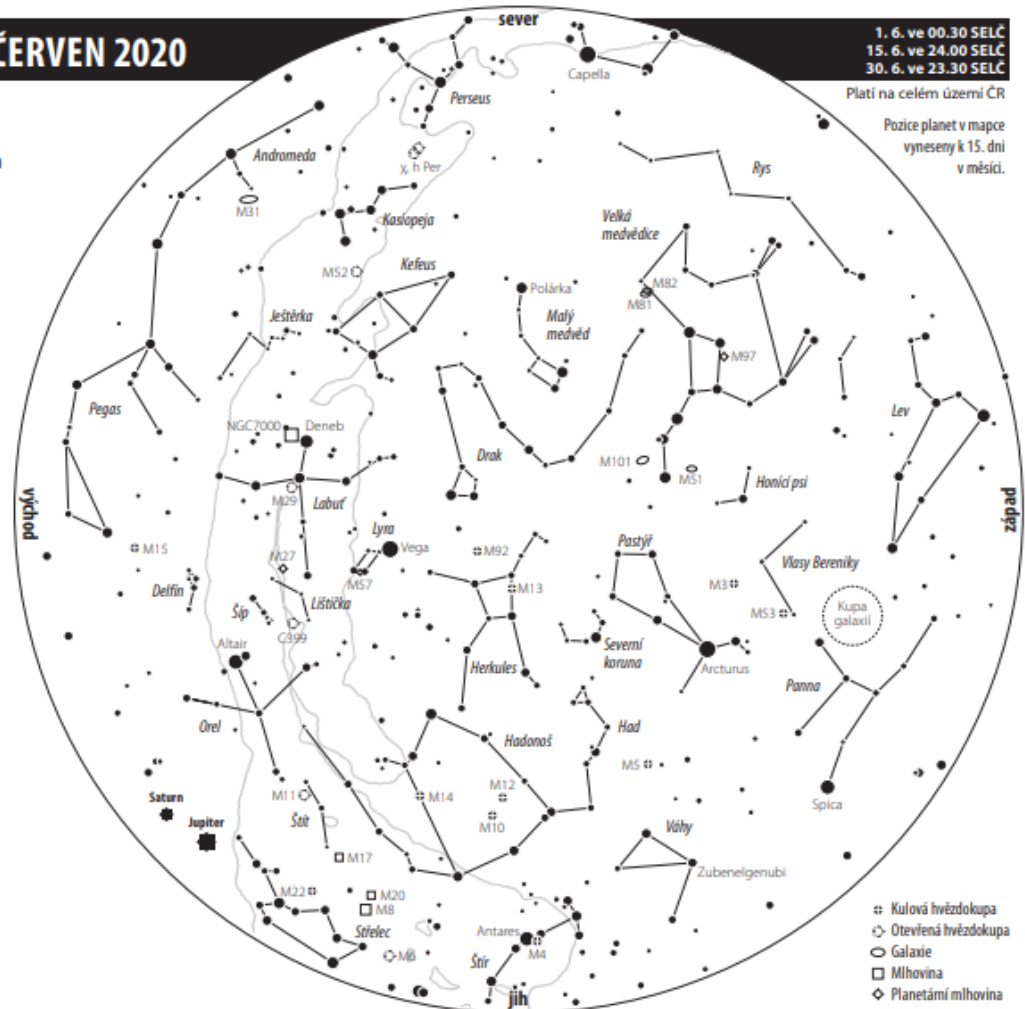 ČERVEN 2020
1. 6. ve 00.30 SELČ
15. 6. ve 24.00 SELČ
30. 6. ve 23.30 SELČ
Platí na celém území ČR
Pozice planet v mapce
vyneseny k 15. dni
v měsíci.
sever
Capella
Perseus
Andromeda
χ, h Per
Rys
M31
Kasiopeja
Velká
medvědice
M52
Kefeus
M82
M81
Polárka
Ještěrka
Malý
medvěd
M97
Pegas
Lev
NGC7000
Deneb
Drak
M101
M51
Honící psi
M29
Labuť
východ
západ
Lyra
Vega
M92
Pastýř
M15
M27
M57
Vlasy Bereniky
M3
M13
Delfín
Lištička
Šíp
M53
Kupa
galaxií
C399
Altair
Severní
koruna
Herkules
Arcturus
Panna
Orel
Had
Hadonoš
M5
M12
M11
M14
Saturn
Štít
M10
Spica
Jupiter
Váhy
M17
Zubenelgenubi
M22
M20
M8
Střelec
Antares
M4
M6
Štír
jih
Kulová hvězdokupa
Otevřená hvězdokupa
Galaxie
Mlhovina
Planetární mlhovina